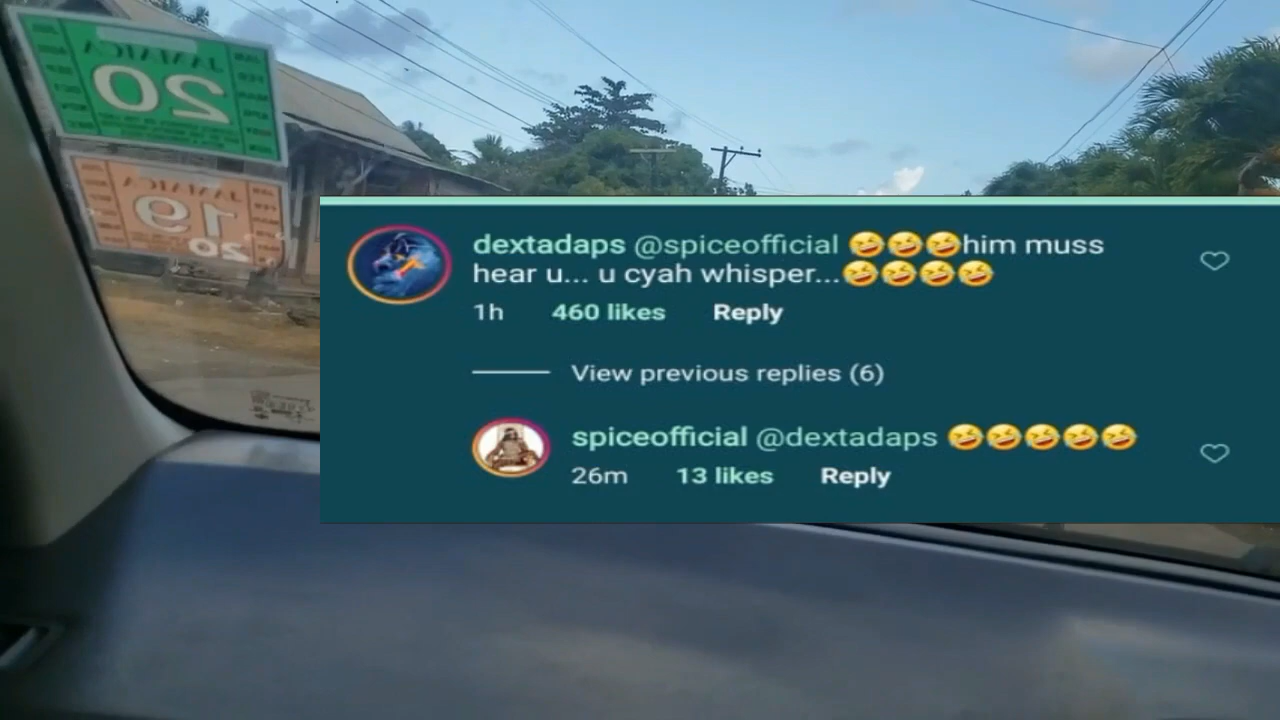 JAMAICA
20
JAMAICA
19
20
dextadaps @spiceofficial 🤣🤣🤣him muss
hear u... u cyah whisper...🤣🤣🤣🤣
1h 460 likes Reply
View previous replies (6)
spiceofficial @dextadaps 🤣🤣🤣🤣🤣
26m 13 likes Reply